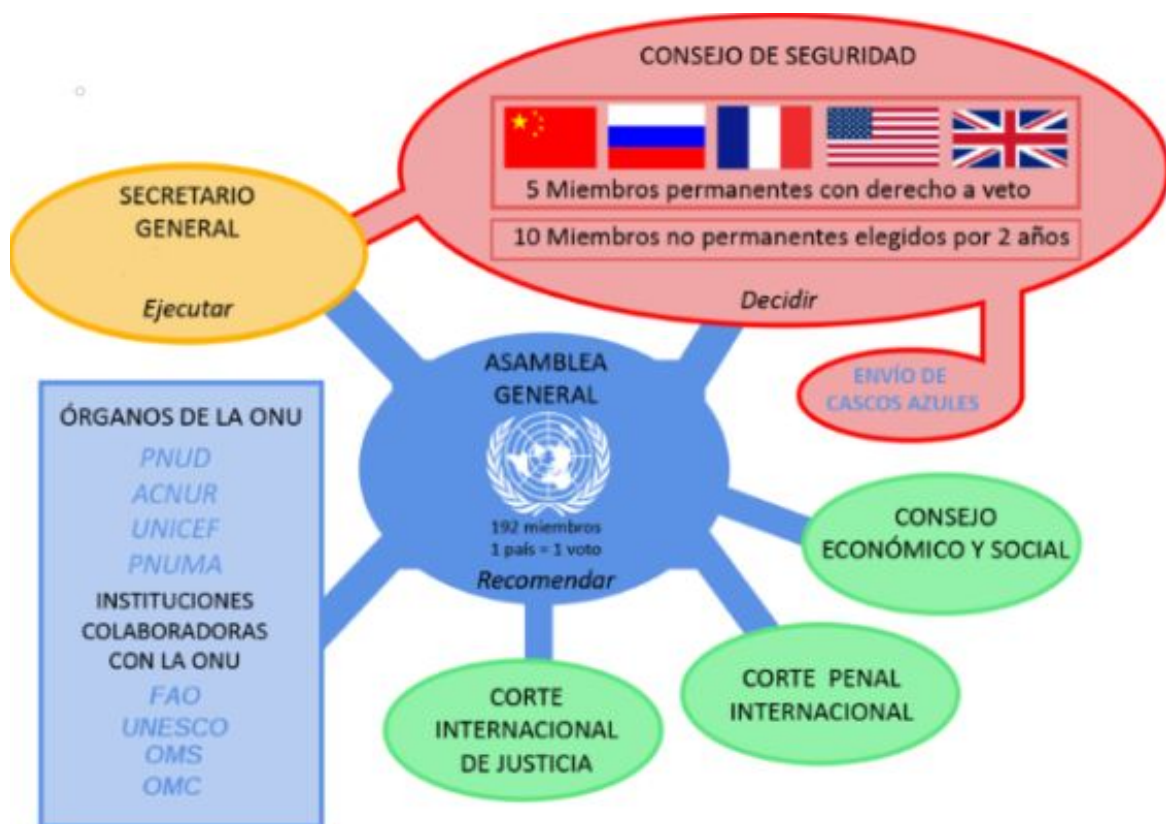 CONSEJO DE SEGURIDAD
5 Miembros permanentes con derecho a veto
10 Miembros no permanentes elegidos por 2 años
Decidir
SECRETARIO
GENERAL
Ejecutar
ENVÍO DE
CASCOS AZULES
ASAMBLEA
GENERAL
192 miembros
1 país = 1 voto
Recomendar
ÓRGANOS DE LA ONU
PNUD
ACNUR
UNICEF
PNUMA
INSTITUCIONES
COLABORADORAS
CON LA ONU
FAO
UNESCO
OMS
OMC
CONSEJO
ECONÓMICO Y SOCIAL
CORTE PENAL
INTERNACIONAL
CORTE
INTERNACIONAL
DE JUSTICIA